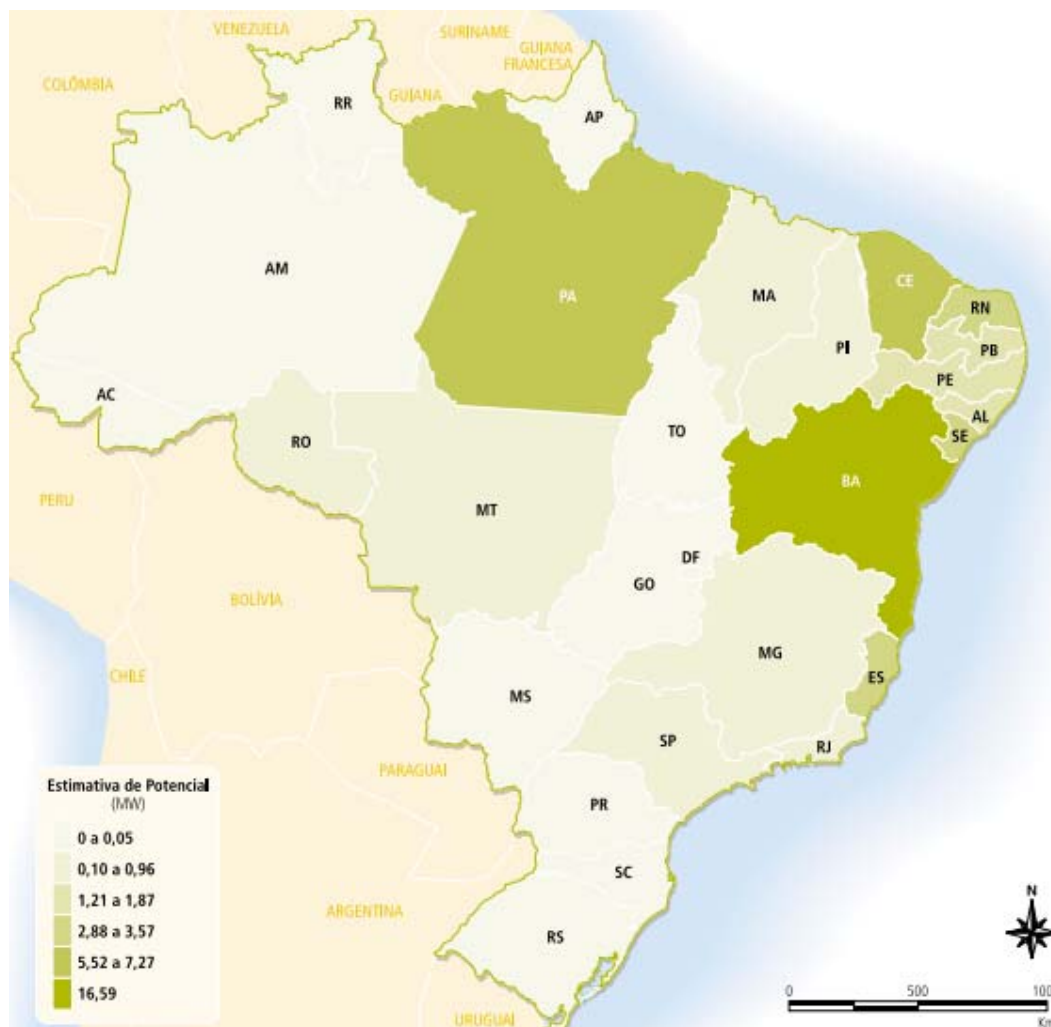 VENEZUELA
SURINAME
GUIANA
FRANCESA
COLÔMBIA
GUIANA
RR
AP
AM
PA
MA
CE
RN
PI
PB
PE
AC
AL
TO
SE
RO
BA
PERU
MT
DF
GO
BOLÍVIA
MG
CHILE
ES
MS
SP
RJ
PARAGUAI
Estimativa de Potencial
(MW)
0 a 0,05
0,10 a 0,96
1,21 a 1,87
2,88 a 3,57
5,52 a 7,27
16,59
PR
SC
ARGENTINA
RS
N
0 500 100
Km
URUGUAI